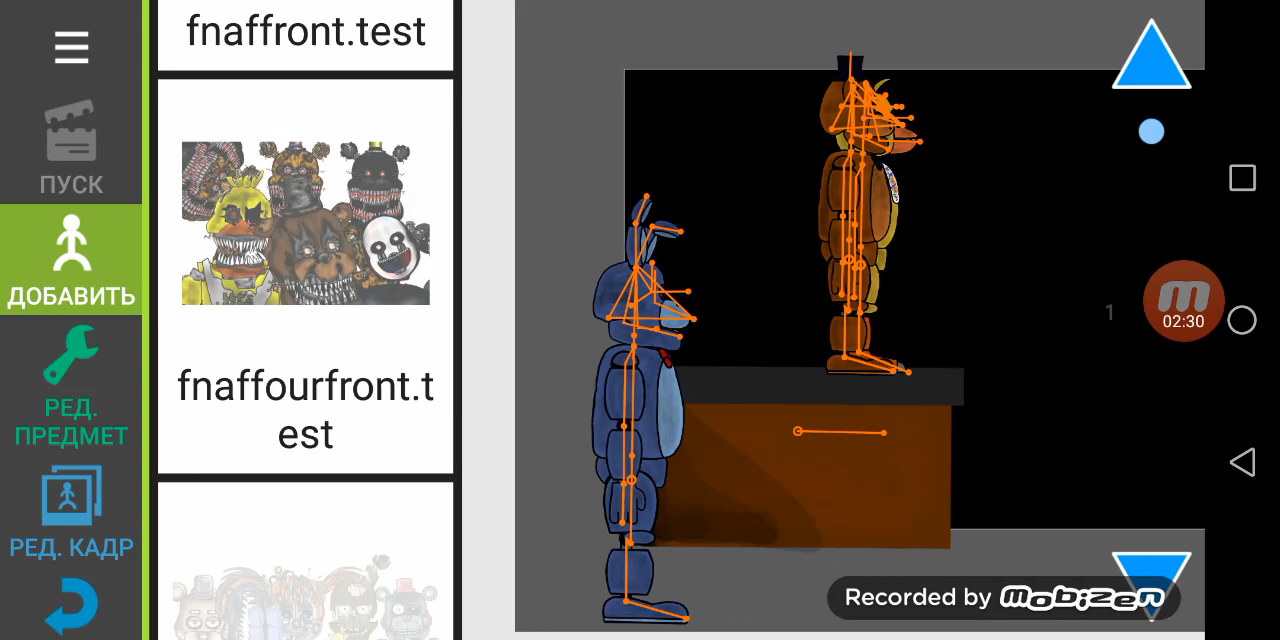 fnaffront.test
ПУСК
ДОБАВИТЬ
РЕД.
ПРЕДМЕТ
РЕД. КАДР
fnaffourfront.t
est
1
02:30
Recorded by mobizen